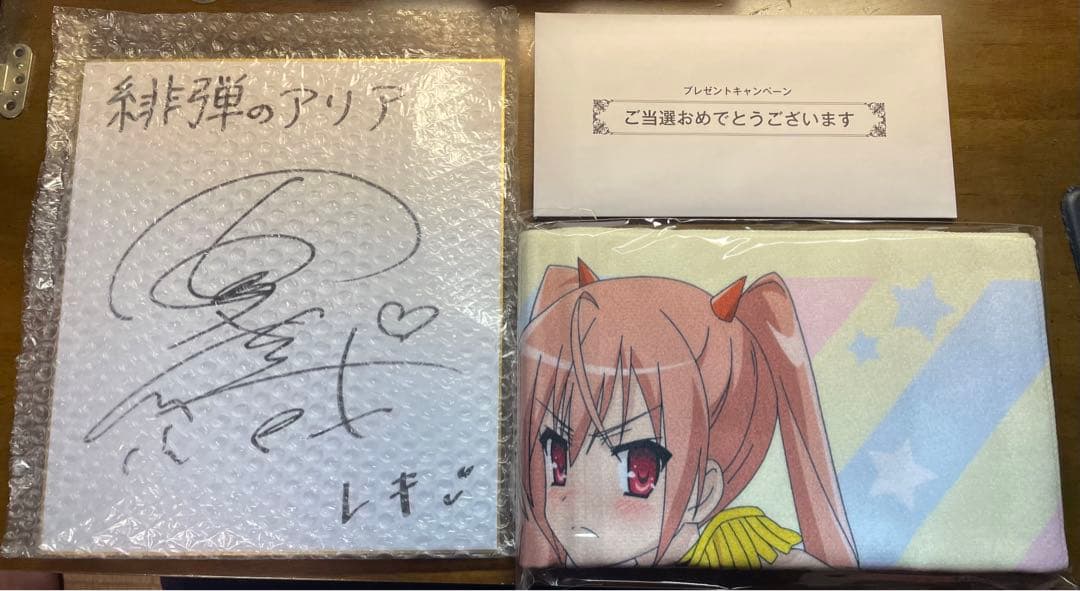 緋弾のアリア
レキ
プレゼントキャンペーン
ご当選おめでとうございます